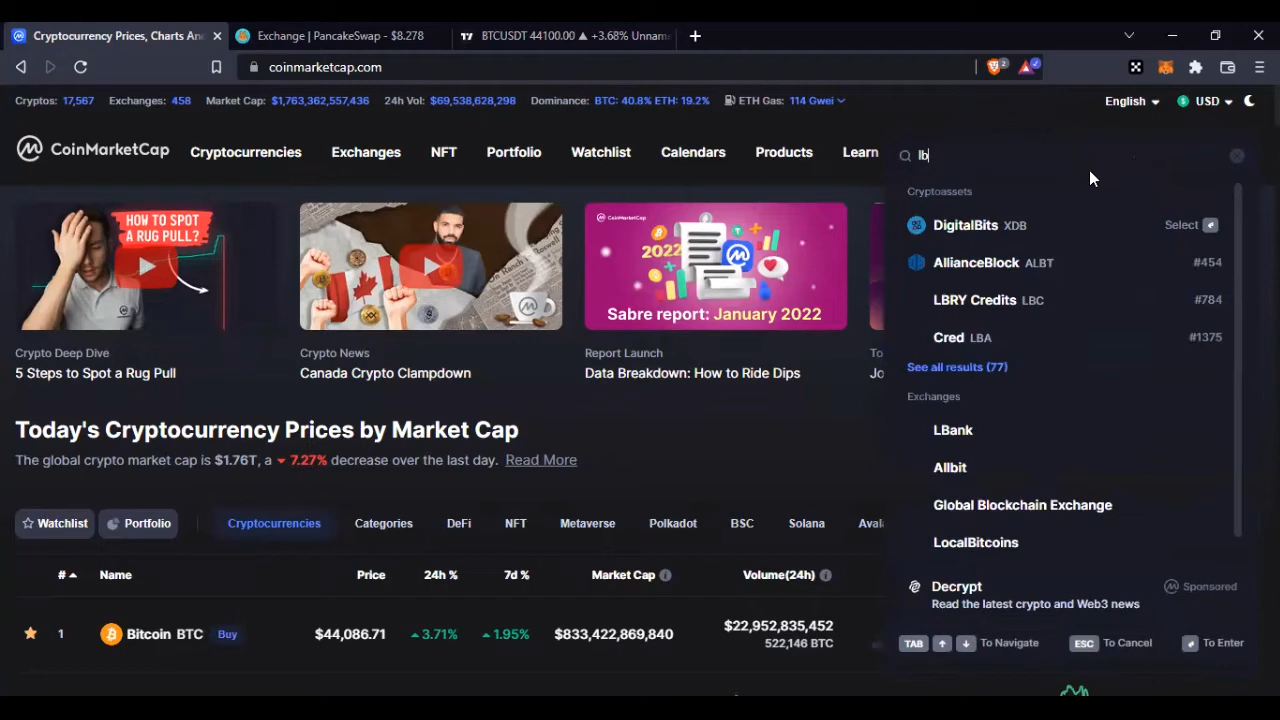 Cryptocurrency Prices, Charts And
Exchange | PancakeSwap - $8.278
BTCUSDT 44100.00 ▲ +3.68% Unnam
coinmarketcap.com
2
Cryptos: 17,567 Exchanges: 458 Market Cap: $1,763,362,557,436 24h Vol: $69,538,628,298 Dominance: BTC: 40.8% ETH: 19.2% ETH Gas: 114 Gwei
English USD
CoinMarketCap
Cryptocurrencies Exchanges NFT Portfolio Watchlist Calendars Products Learn
lb
Cryptoassets
DigitalBits XDB Select
AllianceBlock ALBT #454
LBRY Credits LBC #784
Cred LBA #1375
See all results (77)
Exchanges
LBank
Allbit
Global Blockchain Exchange
LocalBitcoins
Decrypt Sponsored
Read the latest crypto and Web3 news
TAB ↑ ↓ To Navigate ESC To Cancel To Enter
HOW TO SPOT
A RUG PULL?
CoinMarketCap
2022
Sabre report: January 2022
Crypto Deep Dive
5 Steps to Spot a Rug Pull
Crypto News
Canada Crypto Clampdown
Report Launch
Data Breakdown: How to Ride Dips
To
Jo
Today's Cryptocurrency Prices by Market Cap
The global crypto market cap is $1.76T, a ▾ 7.27% decrease over the last day. Read More
Watchlist Portfolio Cryptocurrencies Categories DeFi NFT Metaverse Polkadot BSC Solana Avala
# Name Price 24h % 7d % Market Cap Volume(24h)
1 Bitcoin BTC Buy $44,086.71 3.71% 1.95% $833,422,869,840 $22,952,835,452
522,146 BTC